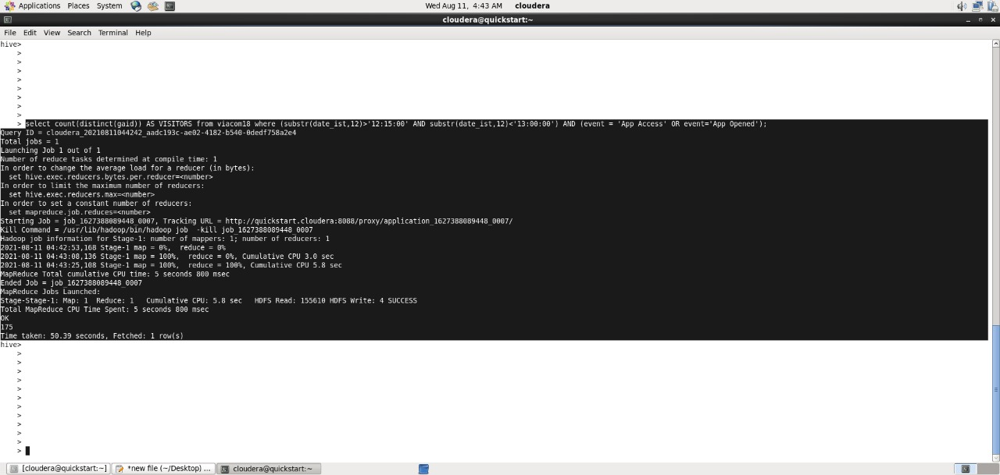 Applications Places System
Wed Aug 11, 4:43 AM cloudera
cloudera@quickstart:~
File Edit View Search Terminal Help
hive>
>
>
>
>
>
>
>
>
> select count(distinct(gaid)) AS VISITORS from viacom18 where (substr(date_ist,12)>'12:15:00' AND substr(date_ist,12)<'13:00:00') AND (event = 'App Access' OR event='App Opened');
Query ID = cloudera_20210811044242_aadc193c-ae02-4182-b540-0dedf758a2e4
Total jobs = 1
Launching Job 1 out of 1
Number of reduce tasks determined at compile time: 1
In order to change the average load for a reducer (in bytes):
  set hive.exec.reducers.bytes.per.reducer=<number>
In order to limit the maximum number of reducers:
  set hive.exec.reducers.max=<number>
In order to set a constant number of reducers:
  set mapreduce.job.reduces=<number>
Starting Job = job_1627388089448_0007, Tracking URL = http://quickstart.cloudera:8088/proxy/application_1627388089448_0007/
Kill Command = /usr/lib/hadoop/bin/hadoop job  -kill job_1627388089448_0007
Hadoop job information for Stage-1: number of mappers: 1; number of reducers: 1
2021-08-11 04:42:53,168 Stage-1 map = 0%,  reduce = 0%
2021-08-11 04:43:08,136 Stage-1 map = 100%,  reduce = 0%, Cumulative CPU 3.0 sec
2021-08-11 04:43:25,108 Stage-1 map = 100%,  reduce = 100%, Cumulative CPU 5.8 sec
MapReduce Total cumulative CPU time: 5 seconds 800 msec
Ended Job = job_1627388089448_0007
MapReduce Jobs Launched:
Stage-Stage-1: Map: 1  Reduce: 1   Cumulative CPU: 5.8 sec   HDFS Read: 155610 HDFS Write: 4 SUCCESS
Total MapReduce CPU Time Spent: 5 seconds 800 msec
OK
175
Time taken: 50.39 seconds, Fetched: 1 row(s)
hive>
>
>
>
>
>
>
>
>
>
>
>
>
[cloudera@quickstart:~] *new file (~/Desktop) ... cloudera@quickstart:~